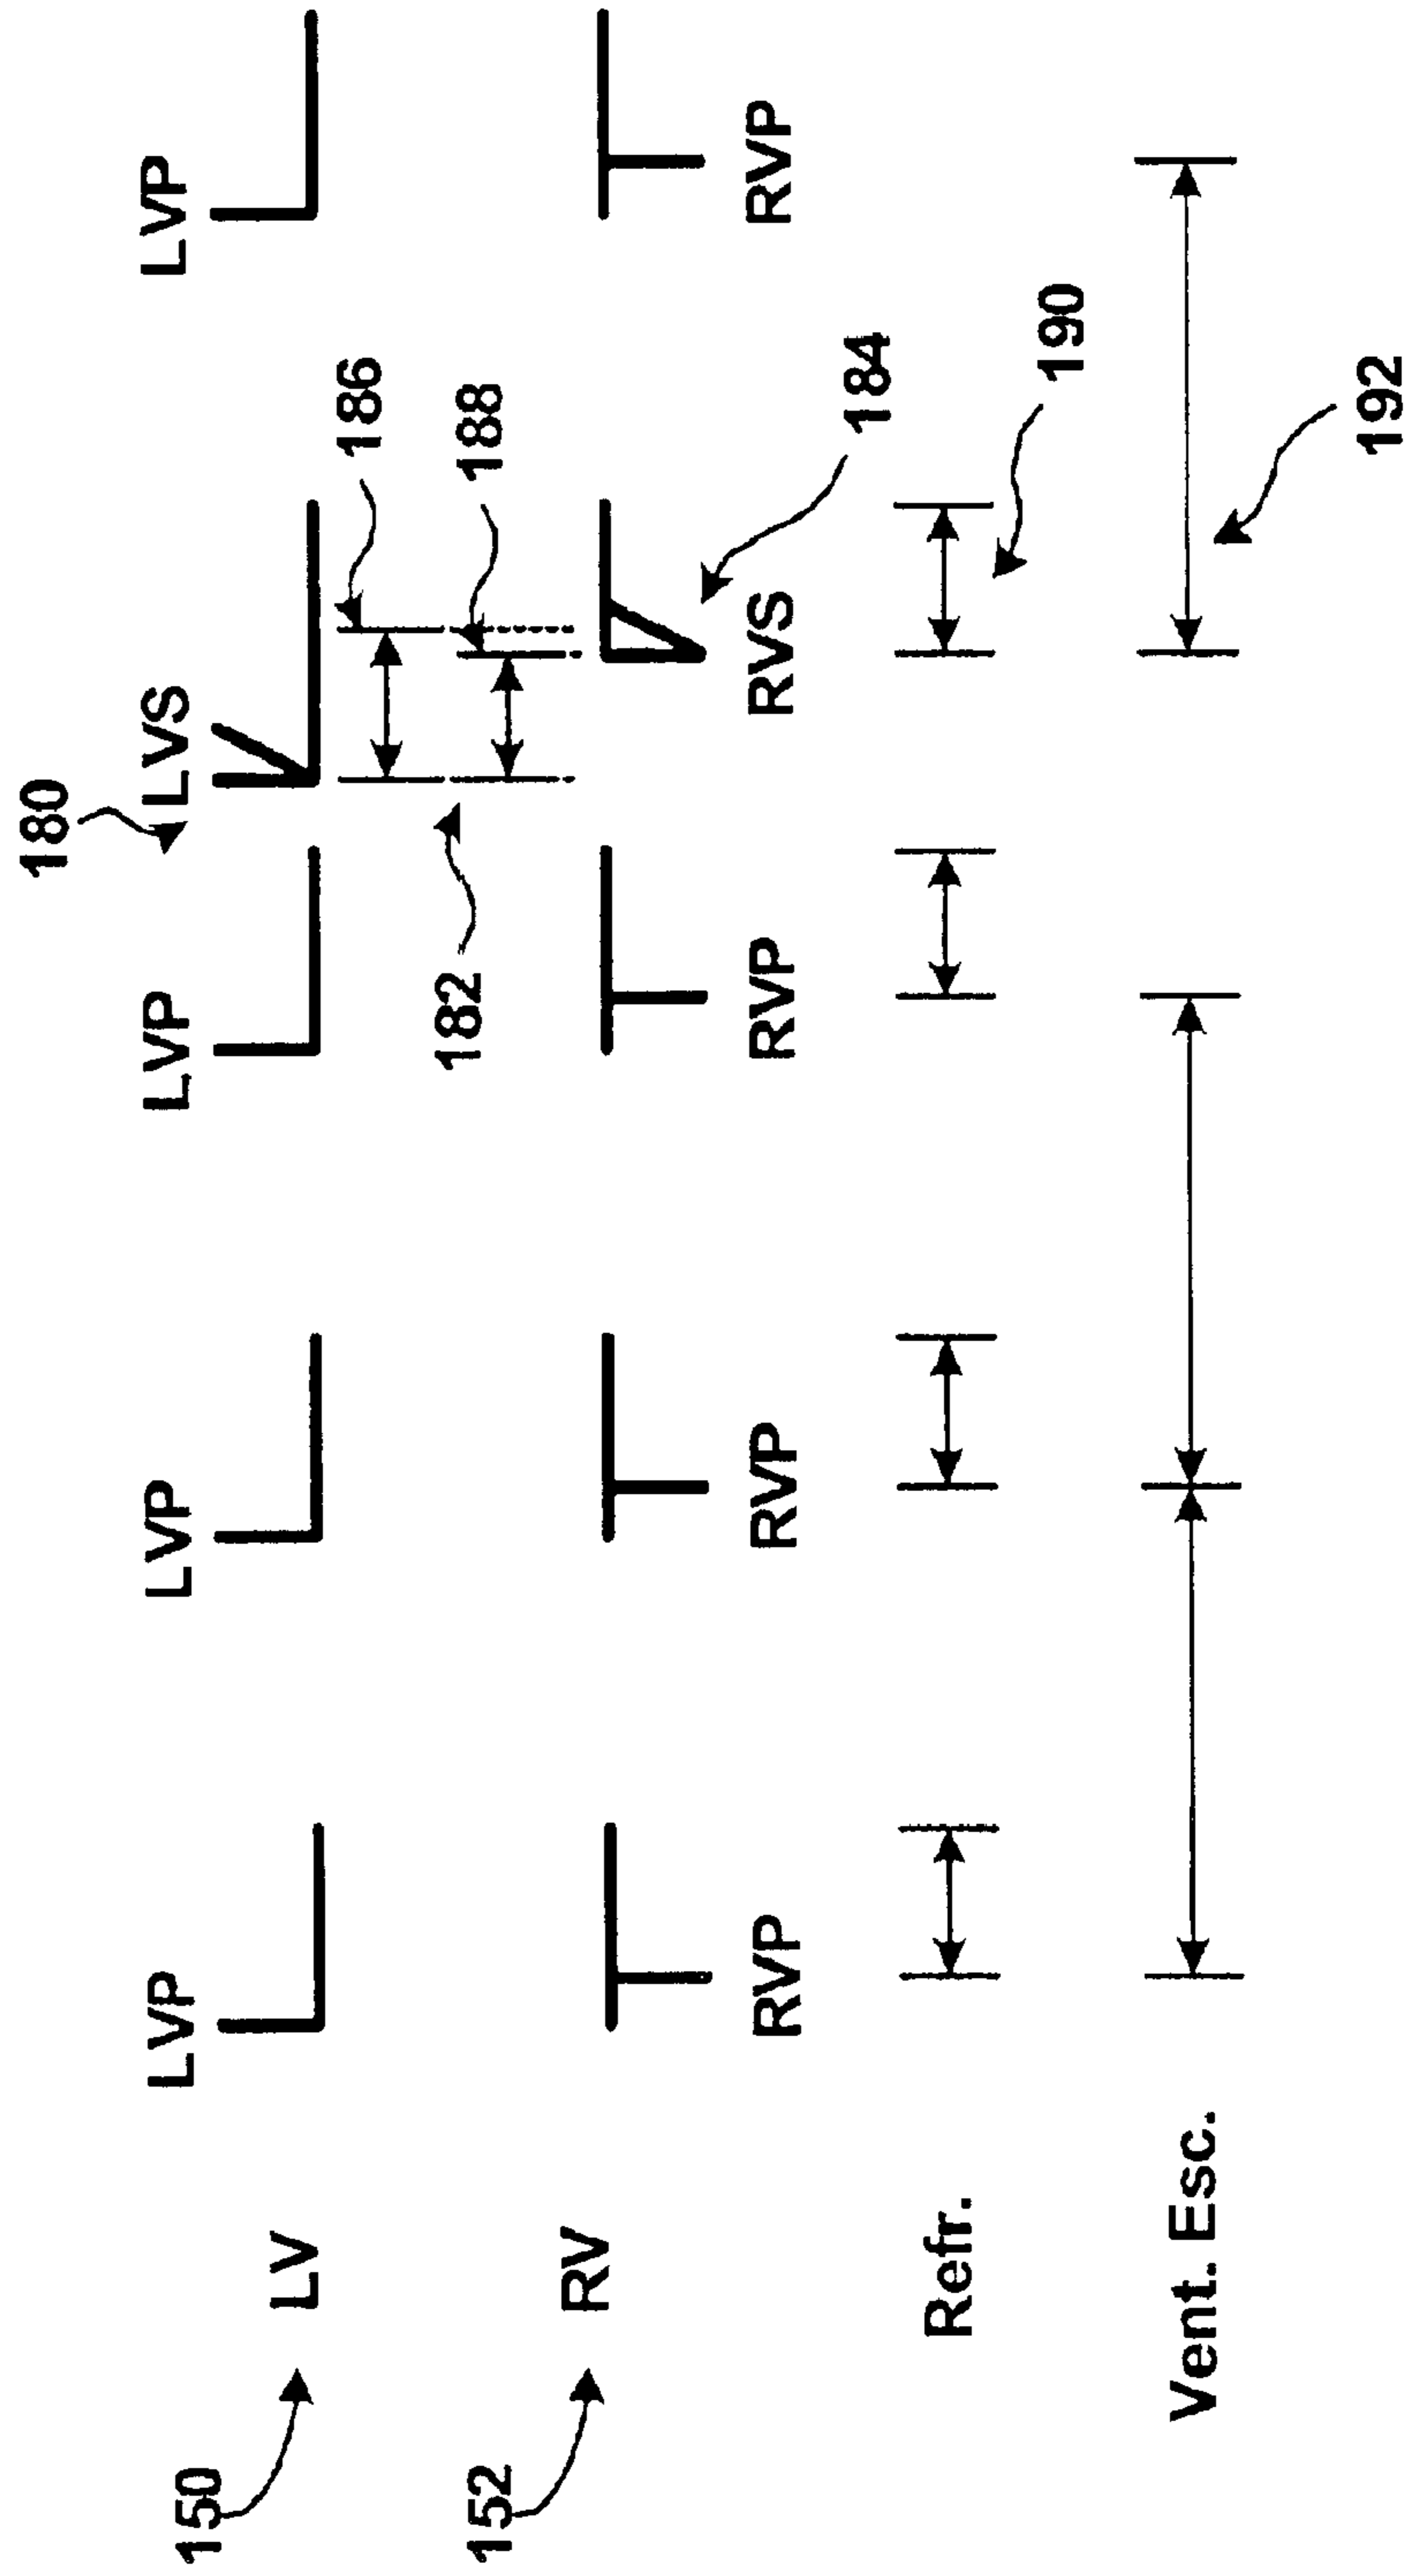 180
LVP LVP LVP LVS LVP
150 LV
186
182 188
152 RV
RVP RVP RVP RVS RVP
184
Refr.
190
Vent. Esc.
192